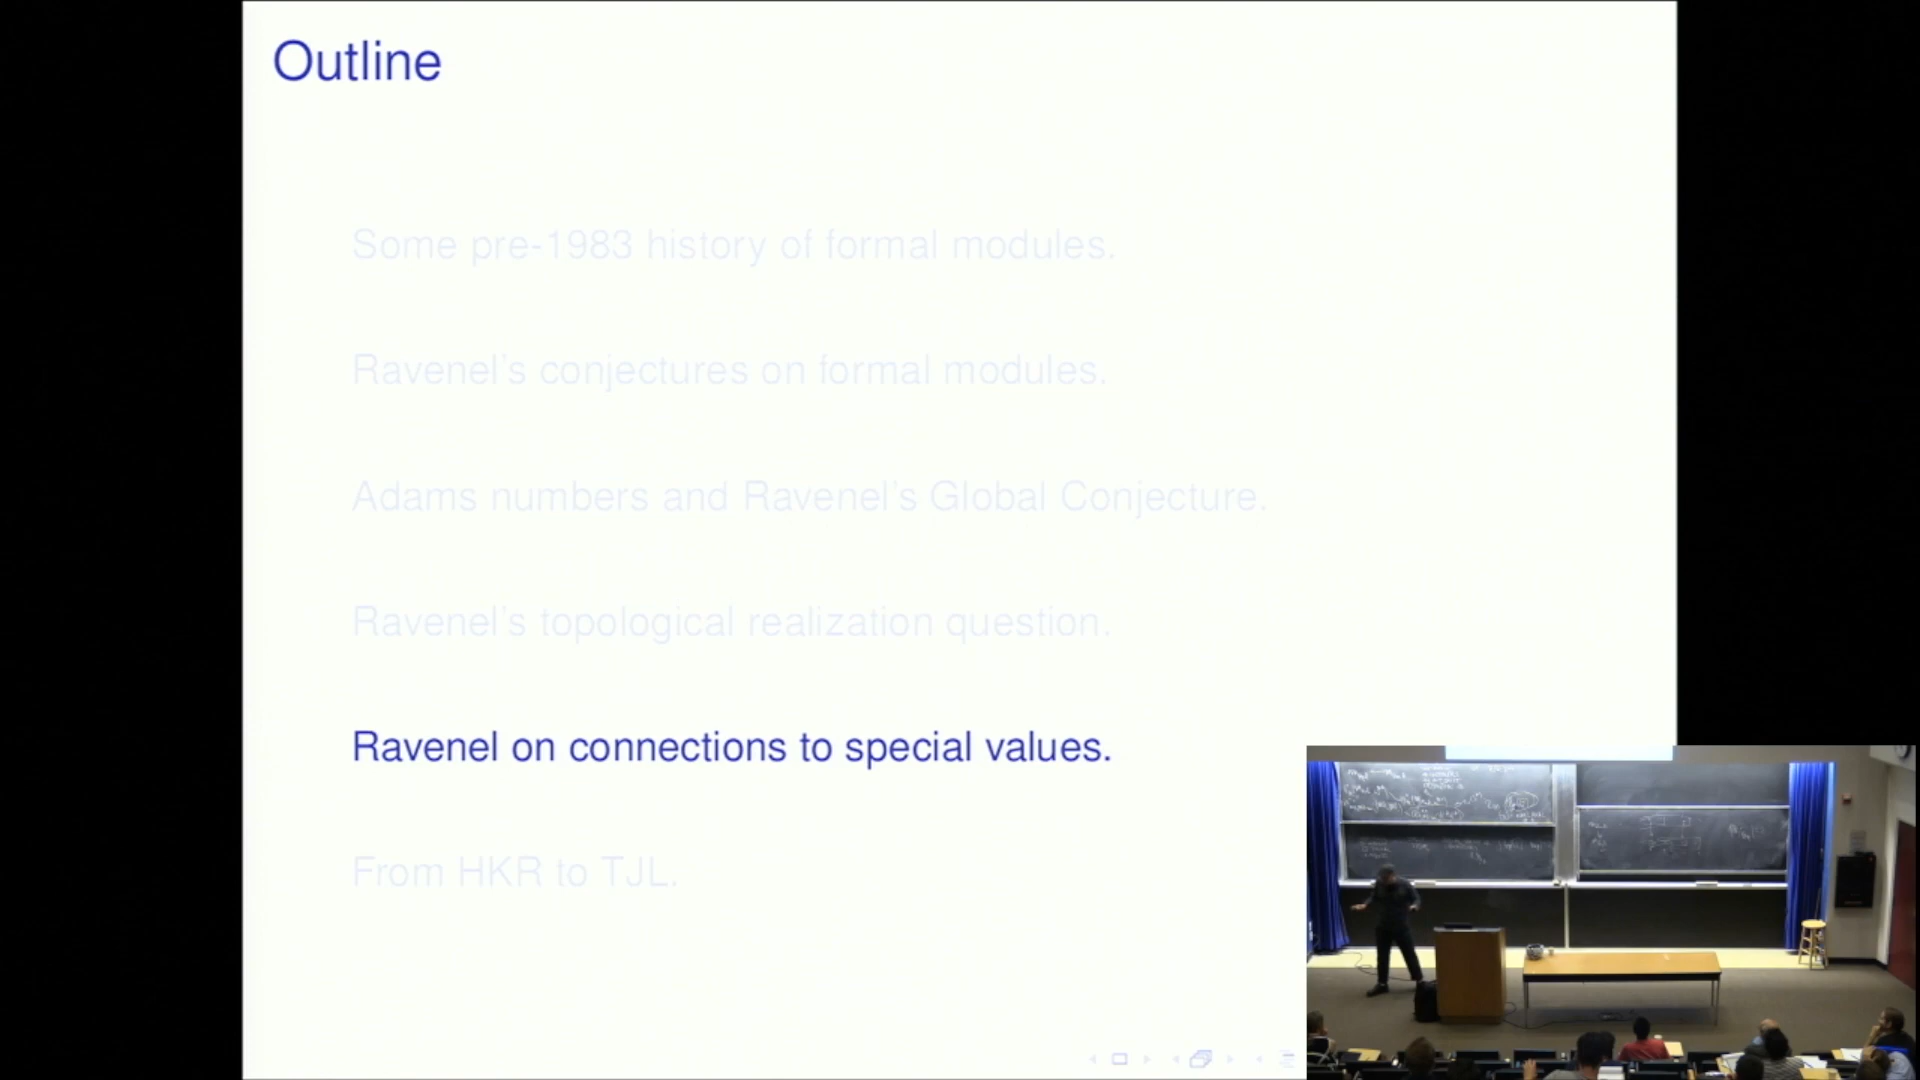 Outline
Some pre-1983 history of formal modules.
Ravenel's conjectures on formal modules.
Adams numbers and Ravenel's Global Conjecture.
Ravenel's topological realization question.
Ravenel on connections to special values.
From HKR to TJL.